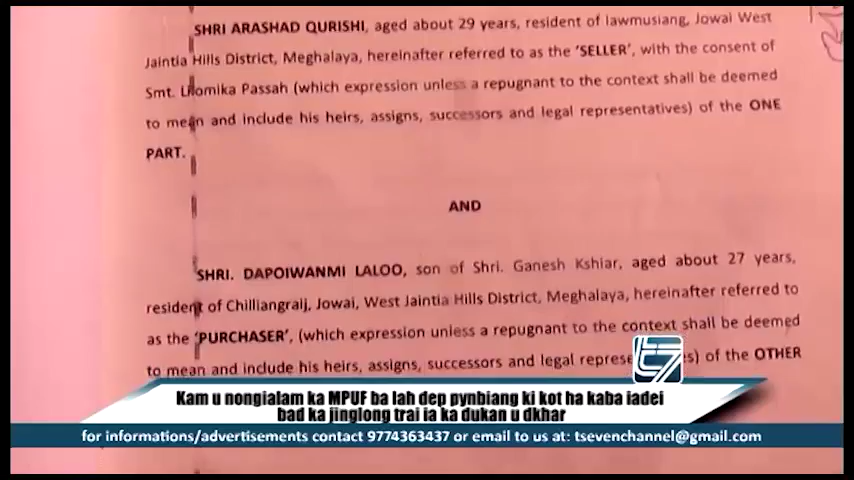 SHRI ARASHAD QURISHI, aged about 29 years, resident of Iawmusiang, Jowai West
Jaintia Hills District, Meghalaya, hereinafter referred to as the 'SELLER', with the consent of
Smt. Lilomika Passah (which expression unless a repugnant to the context shall be deemed
to mean and include his heirs, assigns, successors and legal representatives) of the ONE
PART.
AND
SHRI. DAPOIWANMI LALOO, son of Shri. Ganesh Kshiar, aged about 27 years,
resident of Chilliangraij, Jowai, West Jaintia Hills District, Meghalaya, hereinafter referred to
as the 'PURCHASER', (which expression unless a repugnant to the context shall be deemed
to mean and include his heirs, assigns, successors and legal of the OTHER
Kam u nongialam ka MPUF ba lah dep pynbiang ki kot ha kaba iadei
bad ka jinglong trai ia ka dukan u dkhar
for informations/advertisements contact 9774363437 or email to us at: tsevenchannel@gmail.com